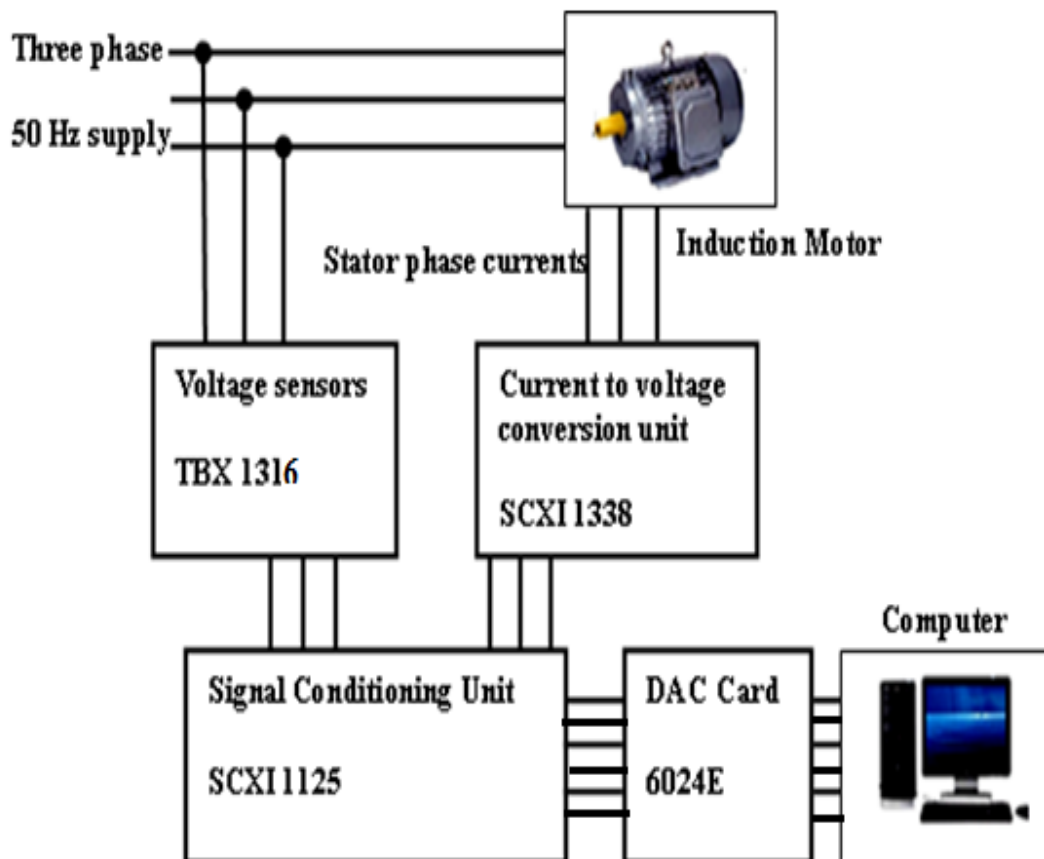 Three phase
50 Hz supply
Stator phase currents
Induction Motor
Voltage sensors
TBX 1316
Current to voltage
conversion unit
SCXI 1338
Computer
Signal Conditioning Unit
SCXI 1125
DAC Card
6024E